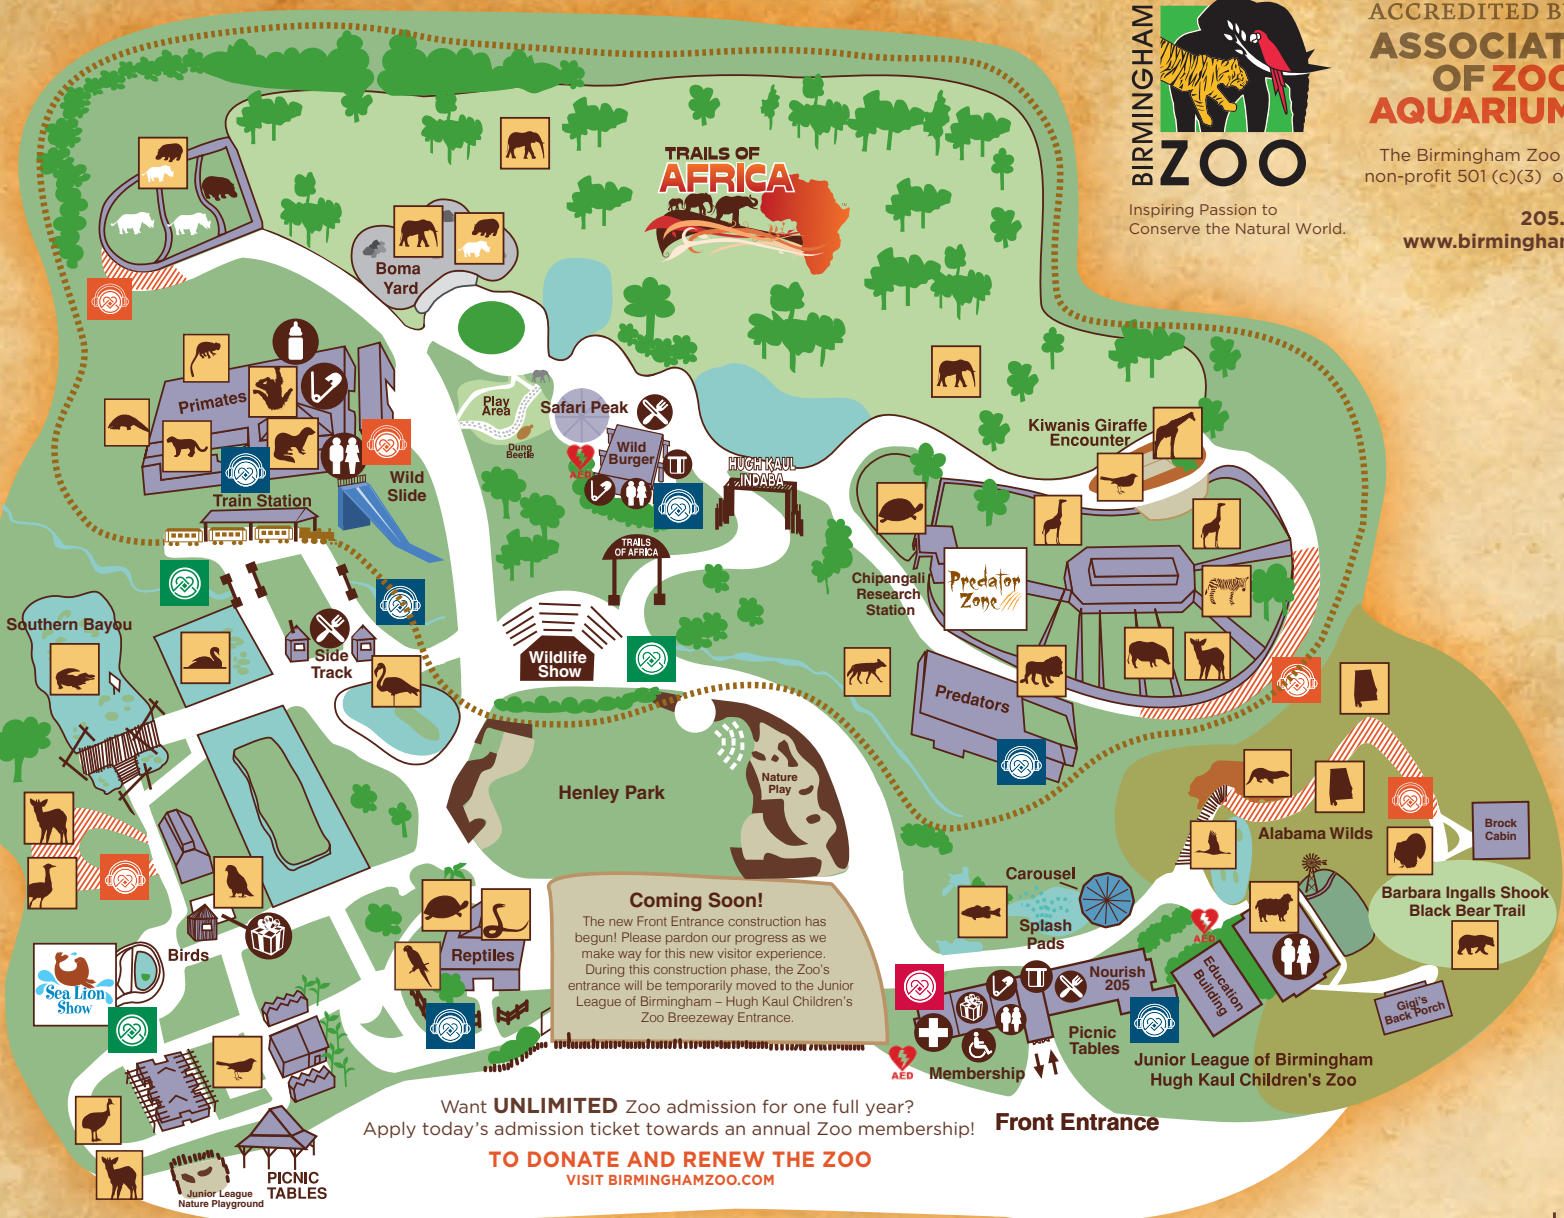 BIRMINGHAM
ZOO
Inspiring Passion to
Conserve the Natural World.
ACCREDITED B
ASSOCIAT
OF ZOO
AQUARIUM
The Birmingham Zoo
non-profit 501 (c)(3) o
205.
www.birmingha
TRAILS OF
AFRICA
Boma
Yard
Primates
Play
Area
Safari Peak
Dung
Beetle
AED
Wild
Burger
HUGH KAUL
INDABA
Kiwanis Giraffe
Encounter
Wild
Slide
Train Station
TRAILS
OF AFRICA
Chipangali
Research
Station
Predator
Zone
Southern Bayou
Side
Track
Wildlife
Show
Predators
Henley Park
Nature
Play
Alabama Wilds
Brock
Cabin
Barbara Ingalls Shook
Black Bear Trail
Carousel
Splash
Pads
AED
Birds
Reptiles
Sea Lion
Show
Coming Soon!
The new Front Entrance construction has
begun! Please pardon our progress as we
make way for this new visitor experience.
During this construction phase, the Zoo's
entrance will be temporarily moved to the Junior
League of Birmingham – Hugh Kaul Children's
Zoo Breezeway Entrance.
Nourish
205
Education
Building
Gigi's
Back Porch
Picnic
Tables
AED
Membership
Junior League of Birmingham
Hugh Kaul Children's Zoo
Front Entrance
Want UNLIMITED Zoo admission for one full year?
Apply today's admission ticket towards an annual Zoo membership!
TO DONATE AND RENEW THE ZOO
VISIT BIRMINGHAMZOO.COM
PICNIC
TABLES
Junior League
Nature Playground